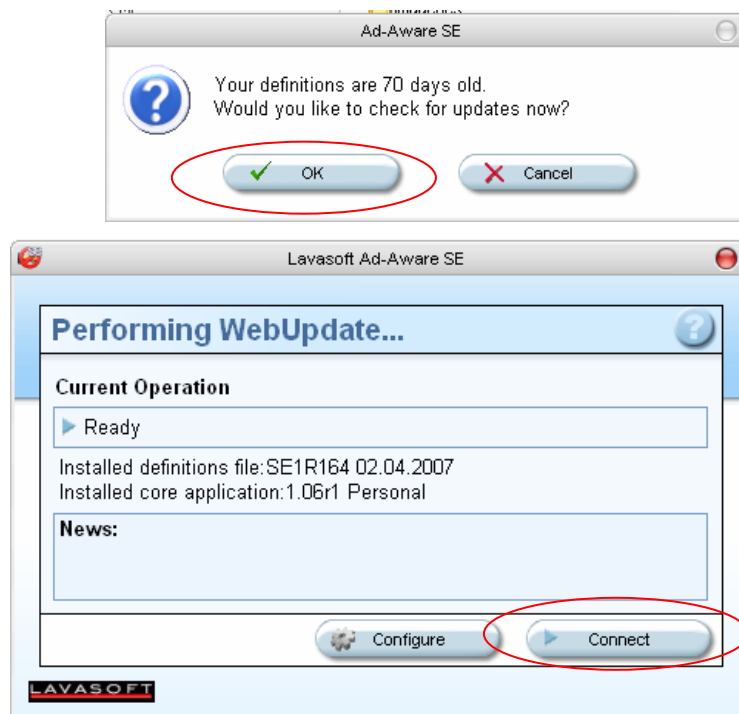 Ad-Aware SE
Your definitions are 70 days old.
Would you like to check for updates now?
OK
Cancel
Lavasoft Ad-Aware SE
Performing WebUpdate...
?
Current Operation
Ready
Installed definitions file:SE1R164 02.04.2007
Installed core application:1.06r1 Personal
News:
Configure
Connect
LAVASOFT